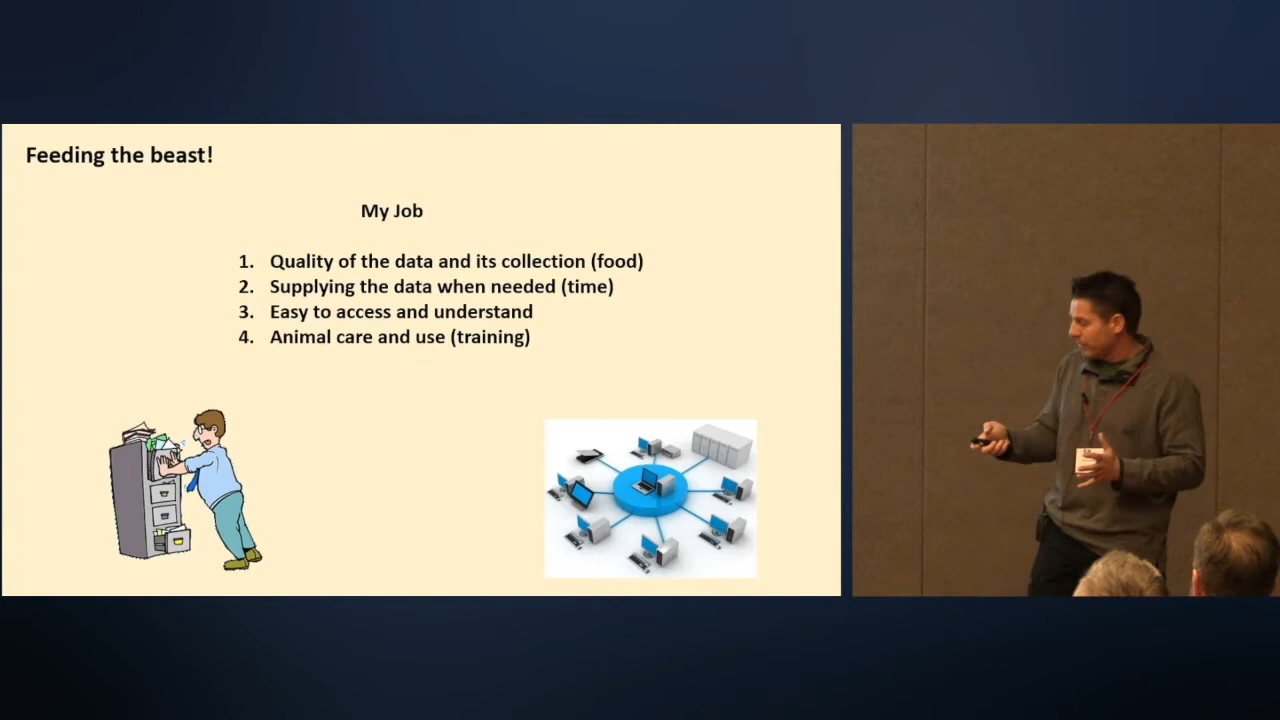 Feeding the beast!
My Job
1. Quality of the data and its collection (food)
2. Supplying the data when needed (time)
3. Easy to access and understand
4. Animal care and use (training)